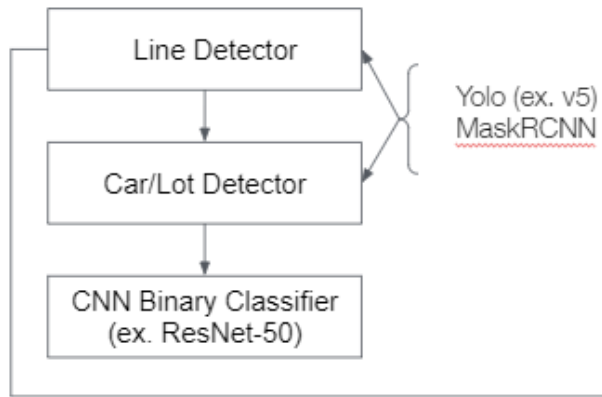 Line Detector
Yolo (ex. v5)
MaskRCNN
Car/Lot Detector
CNN Binary Classifier
(ex. ResNet-50)